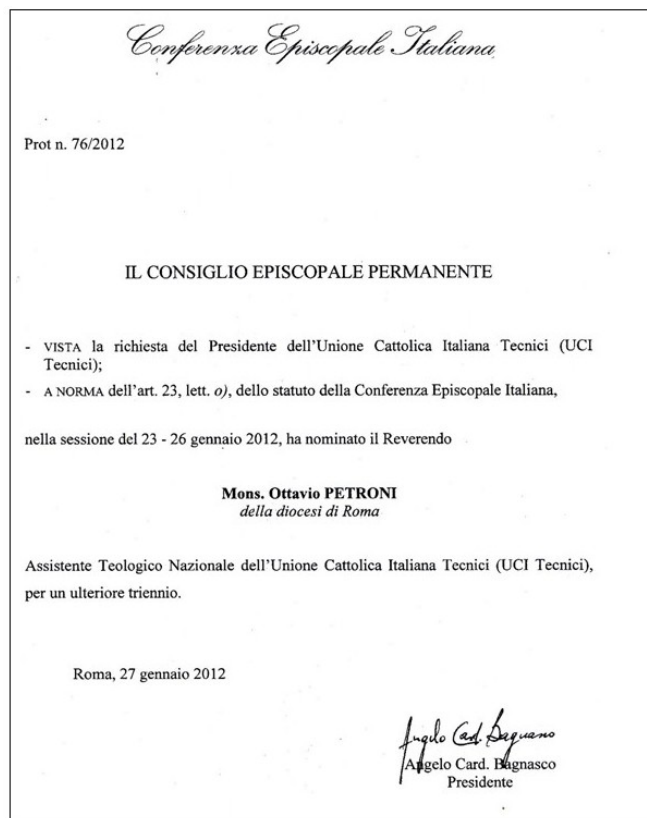 Conferenza Episcopale Italiana
Prot n. 76/2012
IL CONSIGLIO EPISCOPALE PERMANENTE
- VISTA la richiesta del Presidente dell'Unione Cattolica Italiana Tecnici (UCI
Tecnici);
- A NORMA dell'art. 23, lett. o), dello statuto della Conferenza Episcopale Italiana,
nella sessione del 23 - 26 gennaio 2012, ha nominato il Reverendo
Mons. Ottavio PETRONI
della diocesi di Roma
Assistente Teologico Nazionale dell'Unione Cattolica Italiana Tecnici (UCI Tecnici),
per un ulteriore triennio.
Roma, 27 gennaio 2012
Angelo Card. Bagnasco
Angelo Card. Bagnasco
Presidente